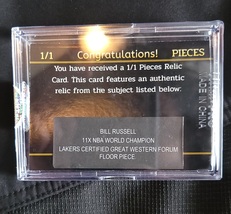 1/1 Congratulations! PIECES
You have received a 1/1 Pieces Relic
Card. This card features an authentic
relic from the subject listed below:
BILL RUSSELL
11X NBA WORLD CHAMPION
LAKERS CERTIFIED GREAT WESTERN FORUM
FLOOR PIECE
MADE IN CHINA